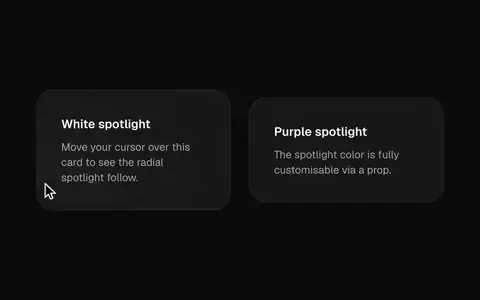 White spotlight
Move your cursor over this
card to see the radial
spotlight follow.
Purple spotlight
The spotlight color is fully
customisable via a prop.